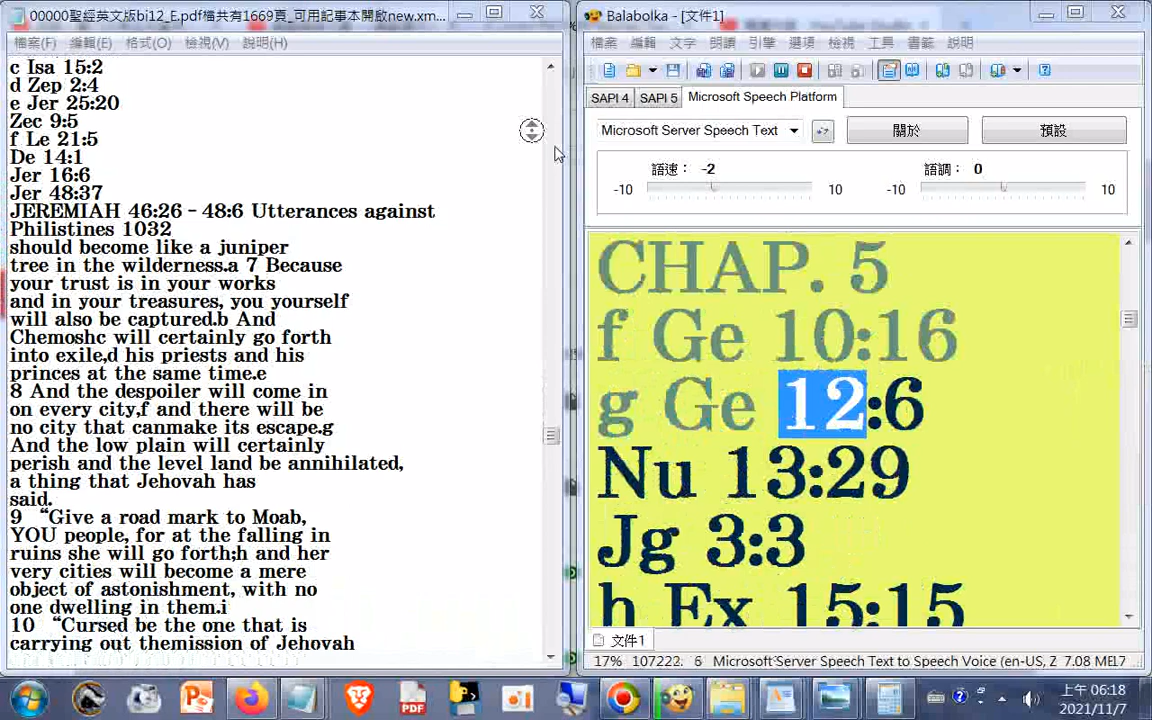 00000聖經英文版bi12_E.pdf檔共有1669頁_可用記事本開啟new.xm...
檔案(F) 編輯(E) 格式(O) 檢視(V) 說明(H)
c Isa 15:2
d Zep 2:4
e Jer 25:20
Zec 9:5
f Le 21:5
De 14:1
Jer 16:6
Jer 48:37
JEREMIAH 46:26 – 48:6 Utterances against
Philistines 1032
should become like a juniper
tree in the wilderness.a 7 Because
your trust is in your works
and in your treasures, you yourself
will also be captured.b And
Chemoshc will certainly go forth
into exile,d his priests and his
princes at the same time.e
8 And the despoiler will come in
on every city,f and there will be
no city that canmake its escape.g
And the low plain will certainly
perish and the level land be annihilated,
a thing that Jehovah has
said.
9 “Give a road mark to Moab,
YOU people, for at the falling in
ruins she will go forth;h and her
very cities will become a mere
object of astonishment, with no
one dwelling in them.i
10 “Cursed be the one that is
carrying out themission of Jehovah
Balabolka - [文件1]
檔案 編輯 文字 朗讀 引擎 選項 檢視 工具 書籤 說明
SAPI 4 SAPI 5 Microsoft Speech Platform
Microsoft Server Speech Text 關於 預設
語速: -2 語調: 0
-10 10 -10 10
CHAP. 5
f Ge 10:16
g Ge 12:6
Nu 13:29
Jg 3:3
h Ex 15:15
文件1
17% 107222. 6 Microsoft Server Speech Text to Speech Voice (en-US, Z 7.08 ME17
PDF
上午 06:18
2021/11/7